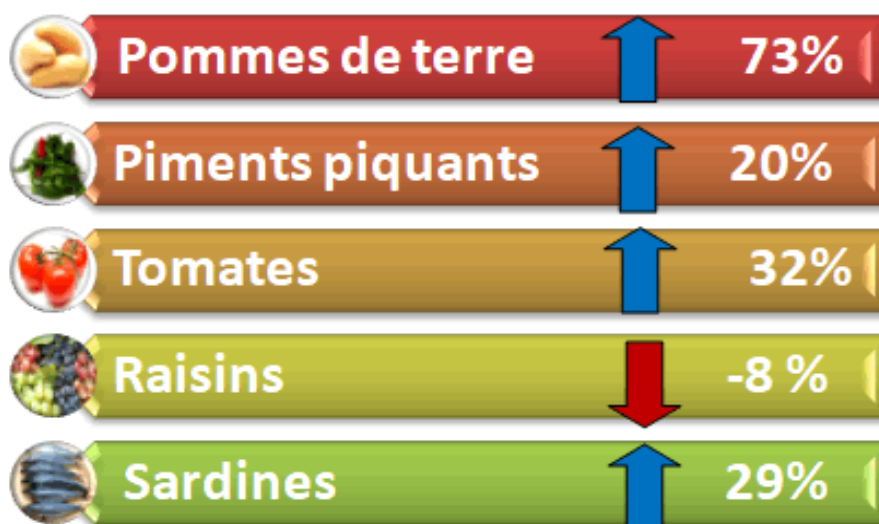 Pommes de terre 73%
Piments piquants 20%
Tomates 32%
Raisins -8 %
Sardines 29%